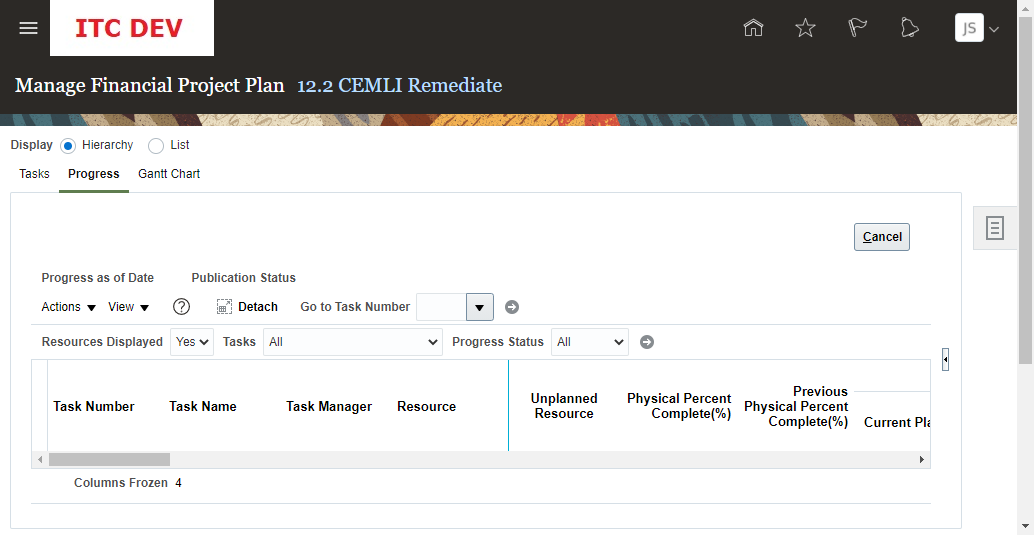 ITC DEV
JS
Manage Financial Project Plan 12.2 CEMLI Remediate
Display Hierarchy List
Tasks Progress Gantt Chart
Cancel
Progress as of Date Publication Status
Actions View ? Detach Go to Task Number
Resources Displayed Yes Tasks All Progress Status All
Task Number Task Name Task Manager Resource
Unplanned
Resource
Physical Percent
Complete(%)
Previous
Physical Percent
Complete(%)
Current Pla
Columns Frozen 4